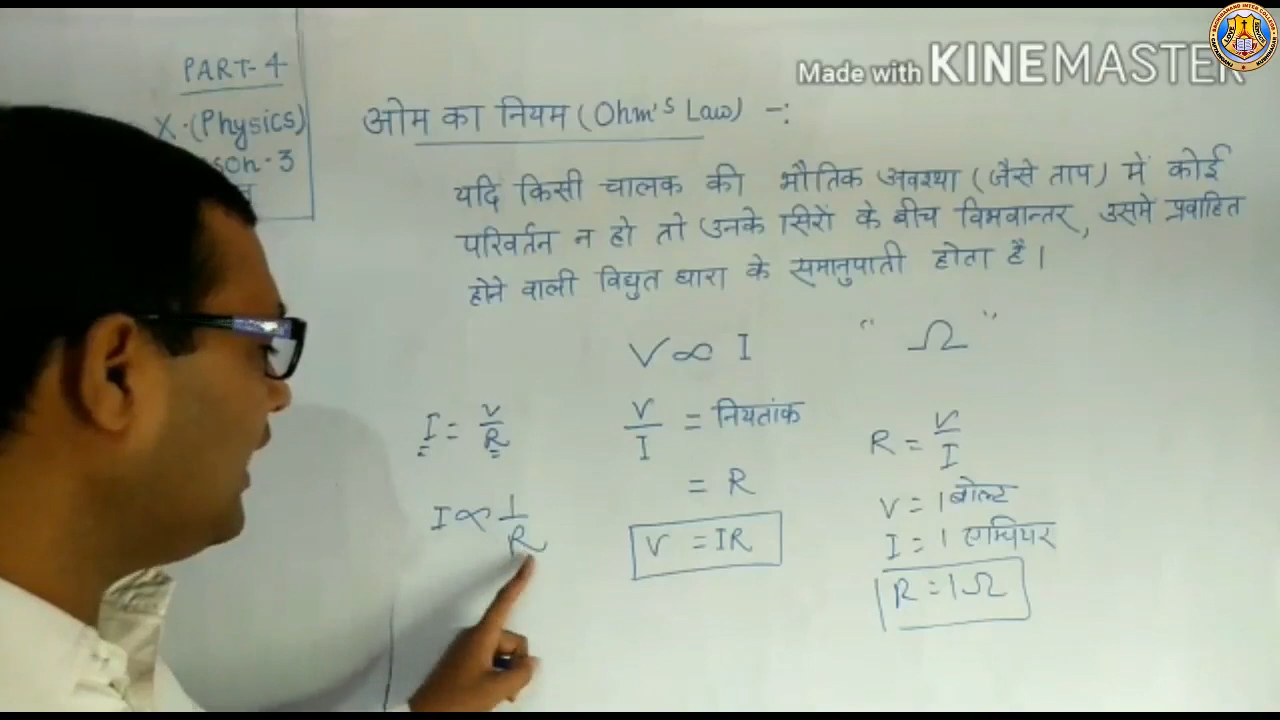 PART-4
X-(Physics)
son-3
Made with KINEMASTER
ओम का नियम (Ohm's Law) -:
यदि किसी चालक की भौतिक अवस्था (जैसे ताप) में कोई
परिवर्तन न हो तो उनके सिरों के बीच विभवान्तर, उसमें प्रवाहित
होने वाली विद्युत धारा के समानुपाती होता है।
V ∝ I
" Ω "
I = V/R
V/I = नियतांक
= R
V = IR
I ∝ 1/R
R = V/I
V = 1 वोल्ट
I = 1 एम्पियर
R = 1Ω